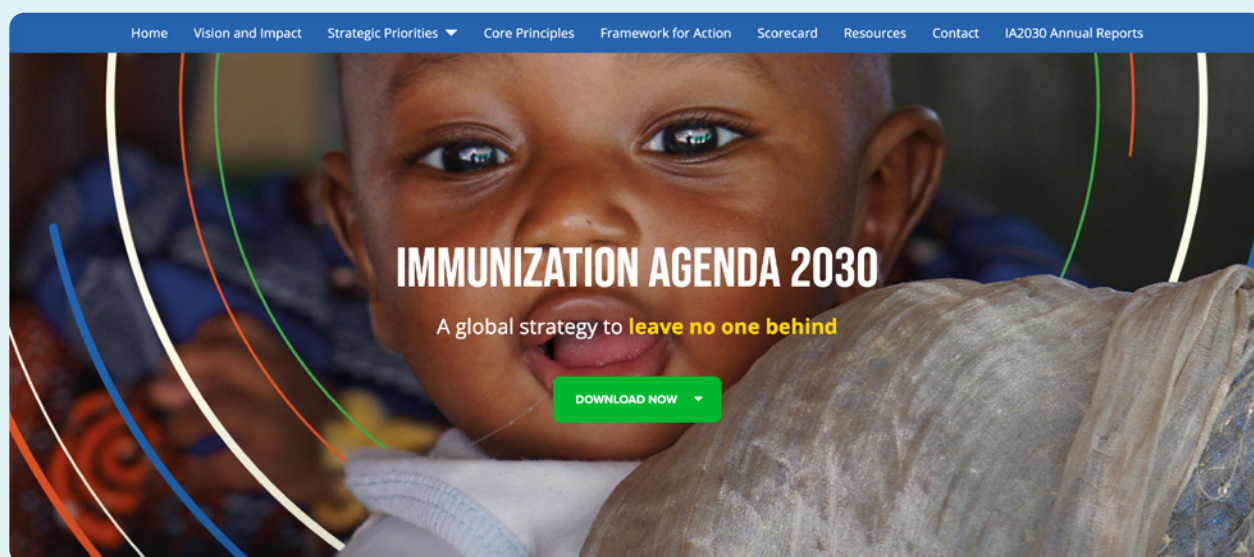 Home Vision and Impact Strategic Priorities Core Principles Framework for Action Scorecard Resources Contact IA2030 Annual Reports
IMMUNIZATION AGENDA 2030
A global strategy to leave no one behind
DOWNLOAD NOW